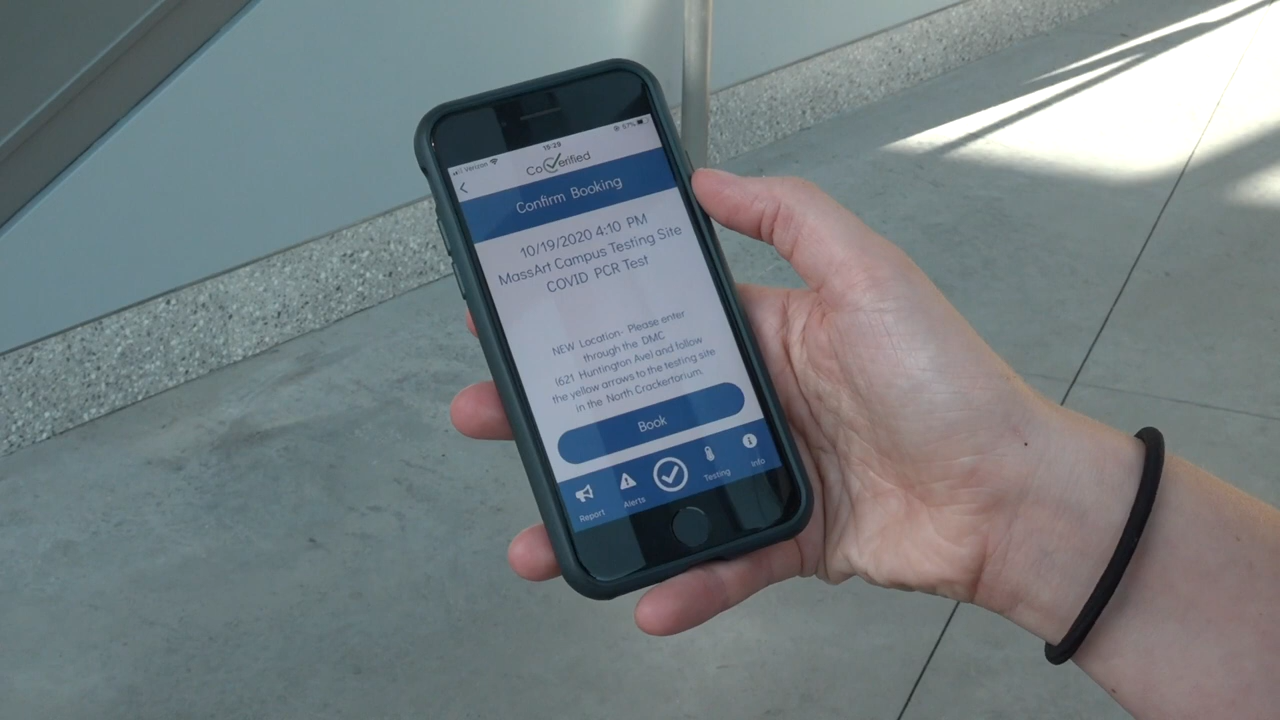 Verizon 15:29 57%
CoVerified
Confirm Booking
10/19/2020 4:10 PM
MassArt Campus Testing Site
COVID PCR Test
NEW Location- Please enter
through the DMC
(621 Huntington Ave) and follow
the yellow arrows to the testing site
in the North Crackertorium.
Book
Report Alerts Testing Info